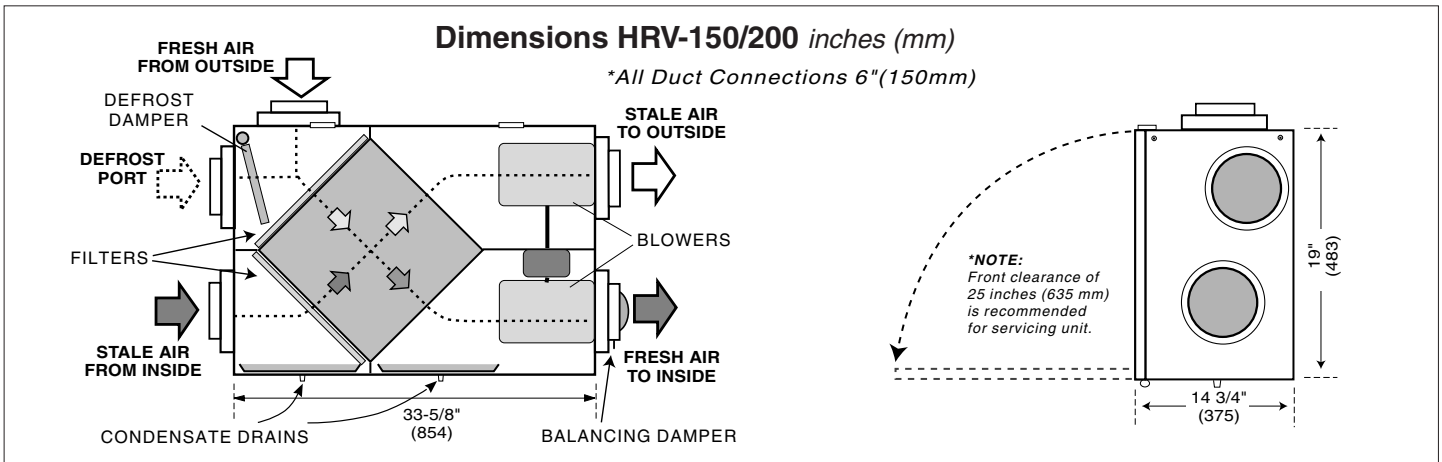 Dimensions HRV-150/200 inches (mm)
*All Duct Connections 6"(150mm)
FRESH AIR
FROM OUTSIDE
DEFROST
DAMPER
DEFROST
PORT
FILTERS
STALE AIR
FROM INSIDE
CONDENSATE DRAINS
33-5/8"
(854)
STALE AIR
TO OUTSIDE
BLOWERS
FRESH AIR
TO INSIDE
BALANCING DAMPER
*NOTE:
Front clearance of
25 inches (635 mm)
is recommended
for servicing unit.
19"
(483)
14 3/4"
(375)